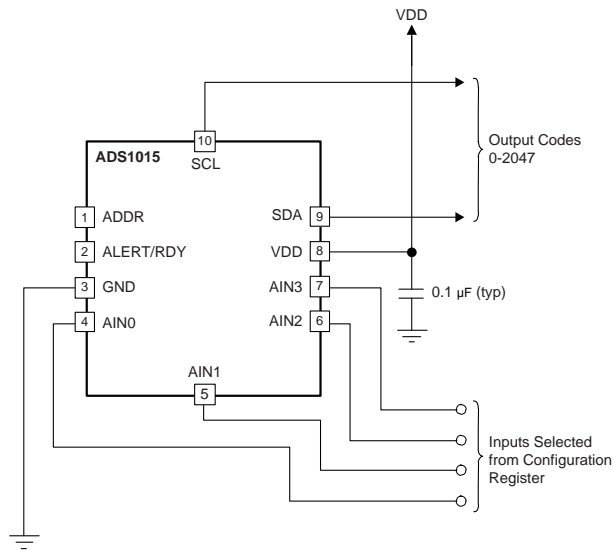 VDD
10
ADS1015
SCL
Output Codes
0-2047
1 ADDR
SDA 9
2 ALERT/RDY
VDD 8
3 GND
AIN3 7
0.1 µF (typ)
4 AIN0
AIN2 6
AIN1
5
Inputs Selected
from Configuration
Register